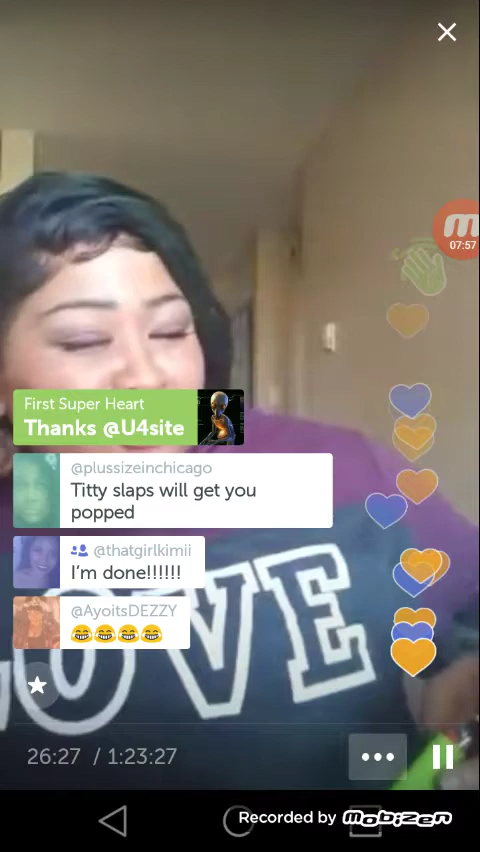 07:57
First Super Heart
Thanks @U4site
@plussizeinchicago
Titty slaps will get you
popped
@thatgirlkimii
I'm done!!!!!!
@AyoitsDEZZY
😂😂😂😂
LOVE
26:27 / 1:23:27
Recorded by mobizen